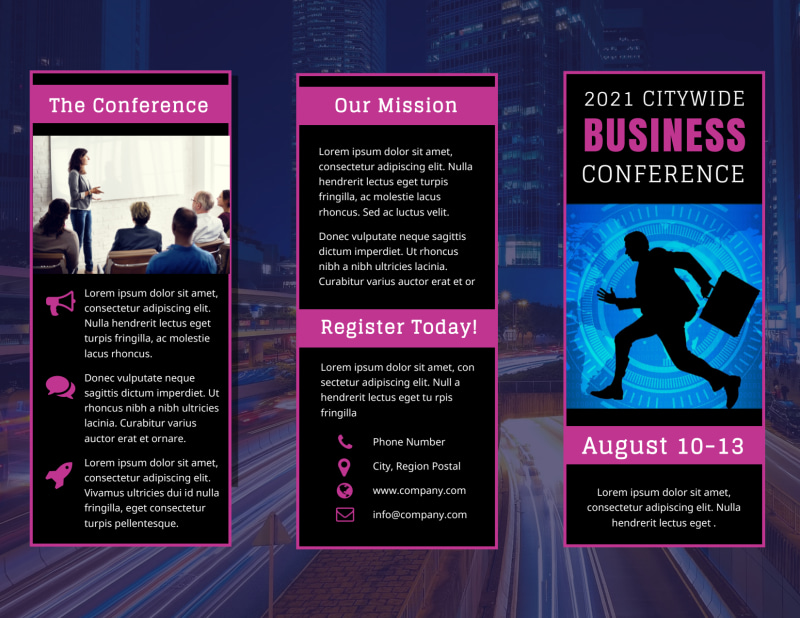 The Conference
Lorem ipsum dolor sit amet,
consectetur adipiscing elit.
Nulla hendrerit lectus eget
turpis fringilla, ac molestie
lacus rhoncus.
Donec vulputate neque
sagittis dictum imperdiet. Ut
rhoncus nibh a nibh ultricies
lacinia. Curabitur varius
auctor erat et ornare.
Lorem ipsum dolor sit amet,
consectetur adipiscing elit.
Vivamus ultricies dui id nulla
fringilla, eget consectetur
turpis pellentesque.
Our Mission
Lorem ipsum dolor sit amet,
consectetur adipiscing elit. Nulla
hendrerit lectus eget turpis
fringilla, ac molestie lacus
rhoncus. Sed ac luctus velit.
Donec vulputate neque sagittis
dictum imperdiet. Ut rhoncus
nibh a nibh ultricies lacinia.
Curabitur varius auctor erat et or
Register Today!
Lorem ipsum dolor sit amet, con
sectetur adipiscing elit. Null a
hendrerit lectus eget tu rpis
fringilla
Phone Number
City, Region Postal
www.company.com
info@company.com
2021 CITYWIDE
BUSINESS
CONFERENCE
August 10-13
Lorem ipsum dolor sit amet,
consectetur adipiscing elit. Nulla
hendrerit lectus eget .